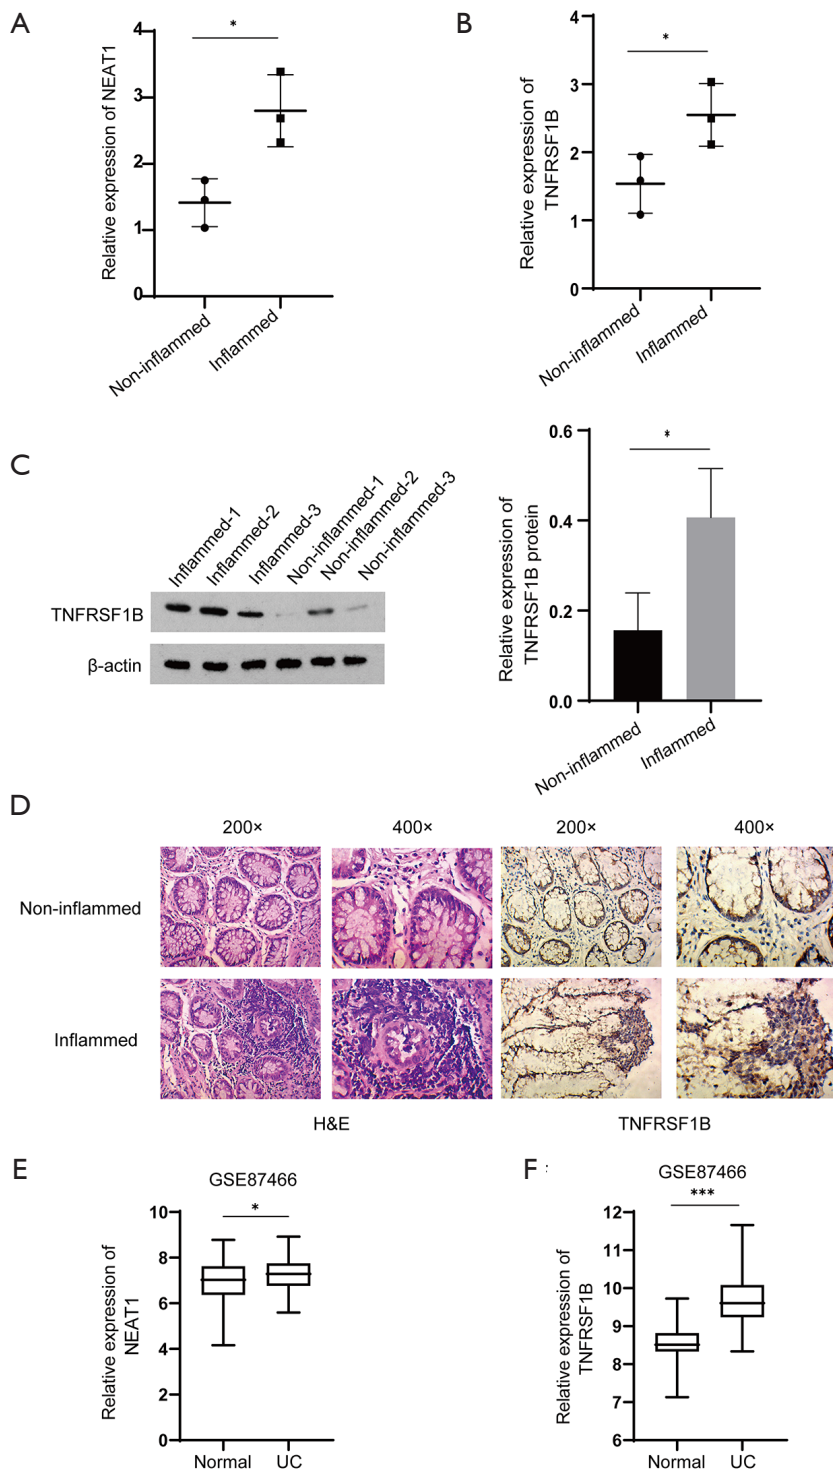 A
Relative expression of NEAT1
4
3
2
1
0
*
Non-inflammed
Inflammed
B
Relative expression of
TNFRSF1B
4
3
2
1
0
*
Non-inflammed
Inflammed
C
Inflammed-1
Inflammed-2
Inflammed-3
Non-inflammed-1
Non-inflammed-2
Non-inflammed-3
TNFRSF1B
β-actin
Relative expression of
TNFRSF1B protein
0.6
0.4
0.2
0.0
*
Non-inflammed
Inflammed
D
200× 400× 200× 400×
Non-inflammed
Inflammed
H&E TNFRSF1B
E
GSE87466
*
Relative expression of
NEAT1
10
8
6
4
2
0
Normal UC
F
GSE87466
***
Relative expression of
TNFRSF1B
12
11
10
9
8
7
6
Normal UC